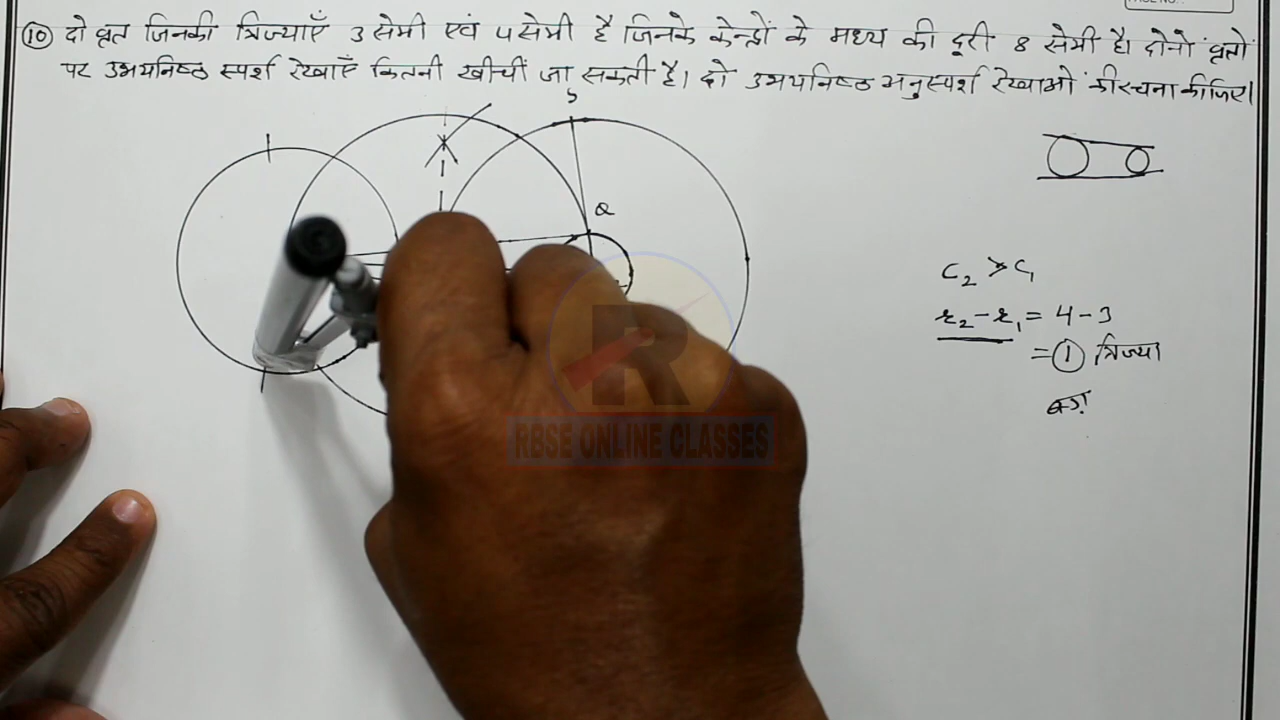 ⑩ दो वृत जिनकी त्रिज्याएँ 3 सेमी एवं 4 सेमी है जिनके केन्द्रों के मध्य की दूरी 8 सेमी है। दोनों वृतों
पर उभयनिष्ठ स्पर्श रेखाएँ कितनी खीचीं जा सकती है। दो उभयनिष्ठ अनुस्पर्श रेखाओं की रचना कीजिए।
S
Q
C₂ > C₁
r₂ - r₁ = 4 - 3
= ① त्रिज्या
R
RBSE ONLINE CLASSES